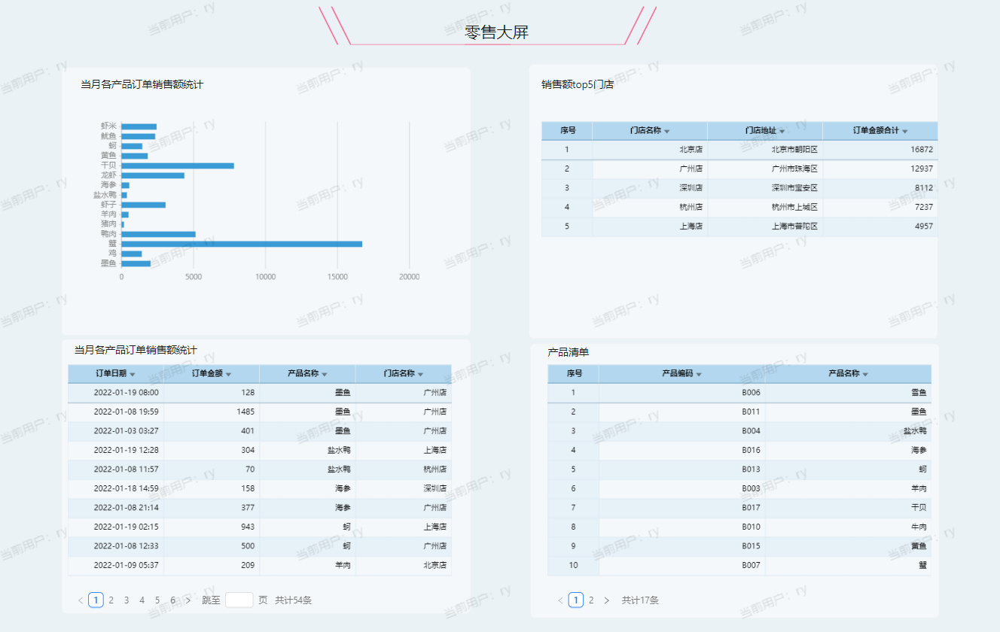 零售大屏
当月各产品订单销售额统计
虾米
鱿鱼
蚵
黄鱼
干贝
龙虾
海参
盐水鸭
虾子
羊肉
猪肉
鸭肉
蟹
鸡
墨鱼
0 5000 10000 15000 20000
销售额top5门店
序号 门店名称 门店地址 订单金额合计
1 北京店 北京市朝阳区 16872
2 广州店 广州市珠海区 12937
3 深圳店 深圳市宝安区 8112
4 杭州店 杭州市上城区 7237
5 上海店 上海市普陀区 4957
当月各产品订单销售额统计
订单日期 订单金额 产品名称 门店名称
2022-01-19 08:00 128 墨鱼 广州店
2022-01-08 19:59 1485 墨鱼 广州店
2022-01-03 03:27 401 墨鱼 广州店
2022-01-19 12:28 304 盐水鸭 上海店
2022-01-08 11:57 70 盐水鸭 杭州店
2022-01-18 14:59 158 海参 深圳店
2022-01-08 21:14 377 海参 广州店
2022-01-19 02:15 943 蚵 上海店
2022-01-08 12:33 500 蚵 广州店
2022-01-09 05:37 209 羊肉 北京店
< 1 2 3 4 5 6 > 跳至 页 共计54条
产品清单
序号 产品编码 产品名称
1 B006 雪鱼
2 B011 墨鱼
3 B004 盐水鸭
4 B016 海参
5 B013 蚵
6 B003 羊肉
7 B017 干贝
8 B010 牛肉
9 B015 黄鱼
10 B007 蟹
< 1 2 > 共计17条
当前用户：ry